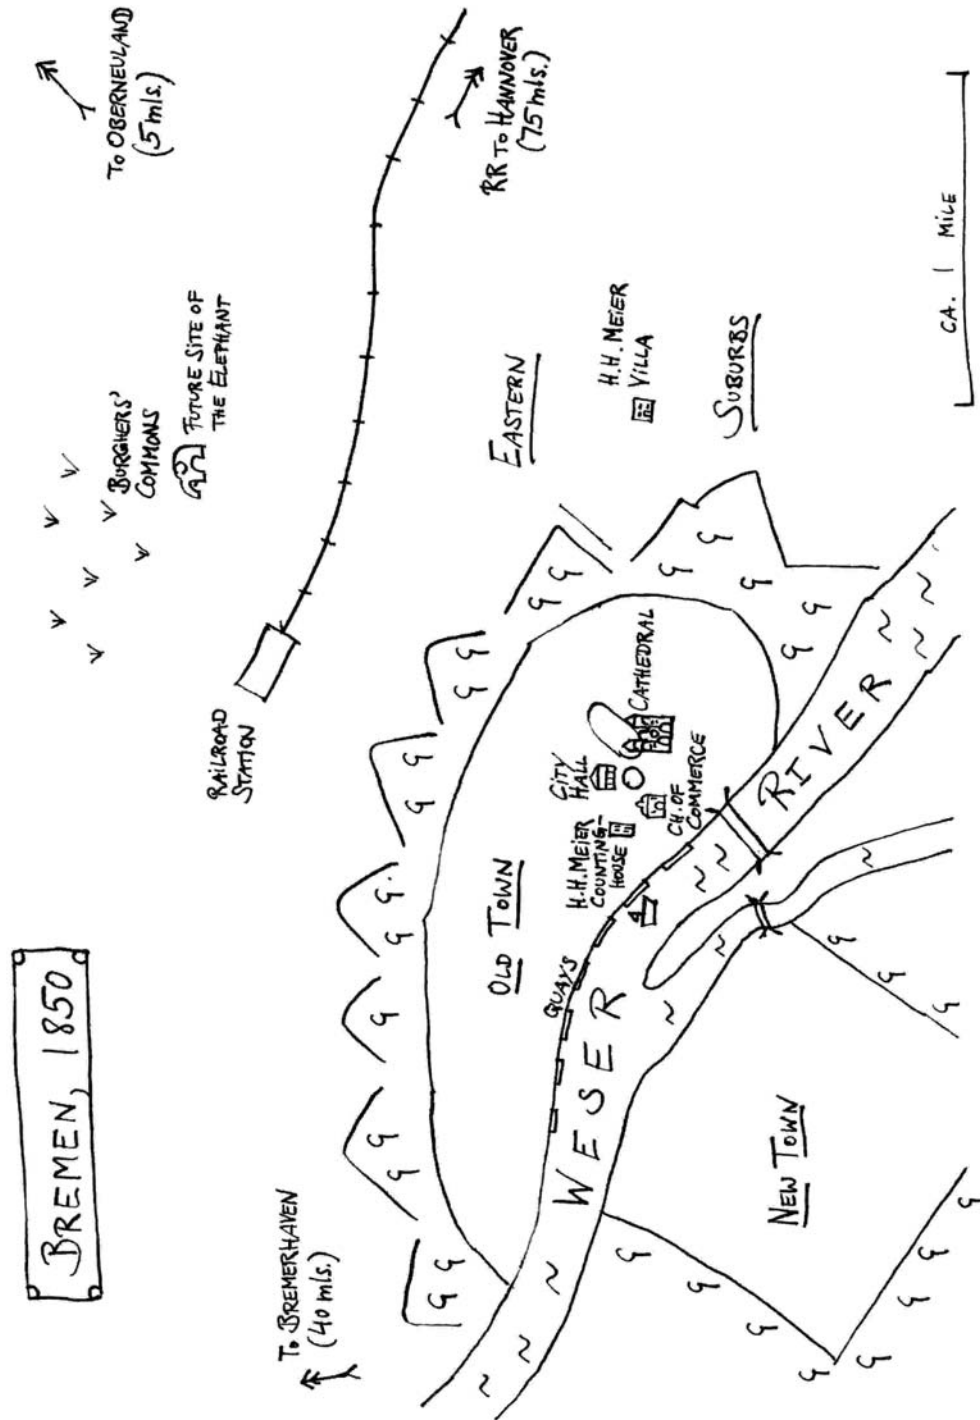 BREMEN, 1850
To BREMERHAVEN
(40 mls.)
RAILROAD
STATION
BURGHERS'
COMMONS
FUTURE SITE OF
THE ELEPHANT
To OBERNEULAND
(5 mls.)
RR To HANNOVER
(75 mls.)
OLD TOWN
QUAYS
H.H. MEIER
COUNTING-
HOUSE
CITY
HALL
CATHEDRAL
CH. OF
COMMERCE
EASTERN
H.H. MEIER
VILLA
SUBURBS
WESER RIVER
NEW TOWN
CA. 1 MILE